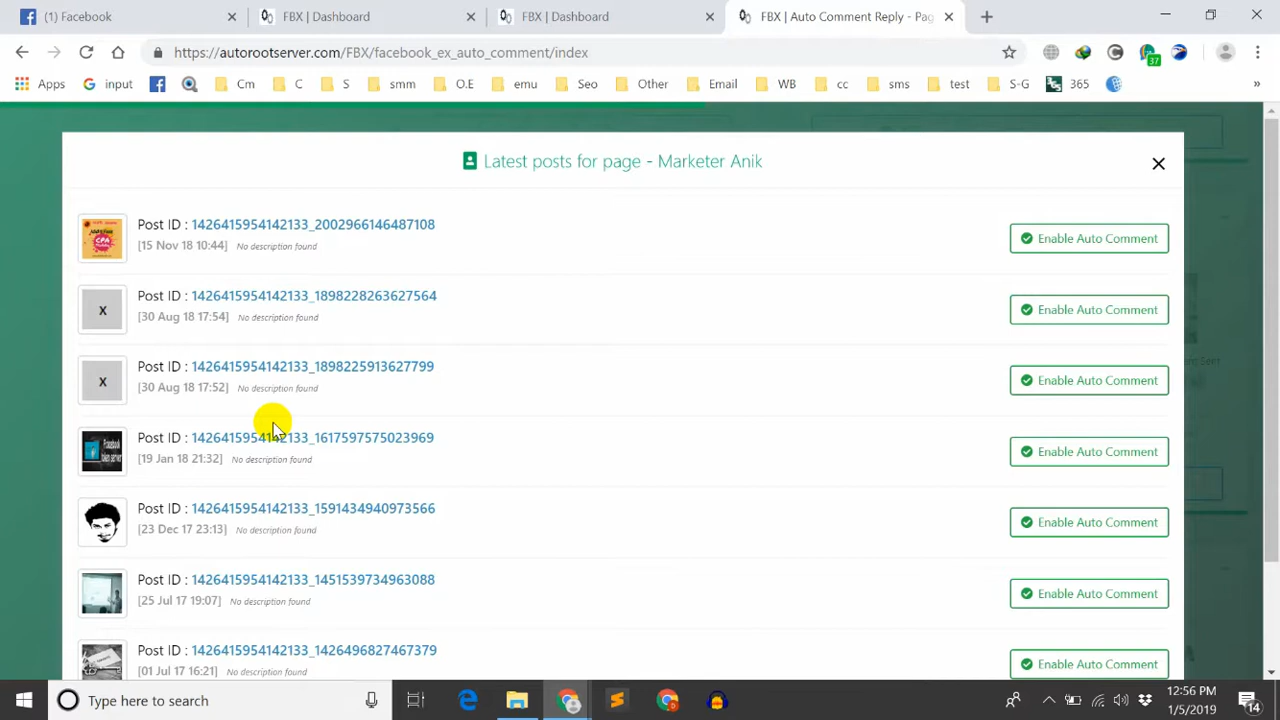 (1) Facebook
FBX | Dashboard
FBX | Dashboard
FBX | Auto Comment Reply - Pag
https://autorootserver.com/FBX/facebook_ex_auto_comment/index
37
Apps
input
Cm
C
S
smm
O.E
emu
Seo
Other
Email
WB
cc
sms
test
S-G
365
»
Latest posts for page - Marketer Anik
Post ID : 1426415954142133_2002966146487108
[15 Nov 18 10:44] No description found
Enable Auto Comment
CPA
Post ID : 1426415954142133_1898228263627564
[30 Aug 18 17:54] No description found
Enable Auto Comment
X
Post ID : 1426415954142133_1898225913627799
[30 Aug 18 17:52] No description found
Enable Auto Comment
X
Post ID : 1426415954142133_1617597575023969
[19 Jan 18 21:32] No description found
Enable Auto Comment
Post ID : 1426415954142133_1591434940973566
[23 Dec 17 23:13] No description found
Enable Auto Comment
Post ID : 1426415954142133_1451539734963088
[25 Jul 17 19:07] No description found
Enable Auto Comment
Post ID : 1426415954142133_1426496827467379
[01 Jul 17 16:21] No description found
Enable Auto Comment
Type here to search
12:56 PM
1/5/2019
14